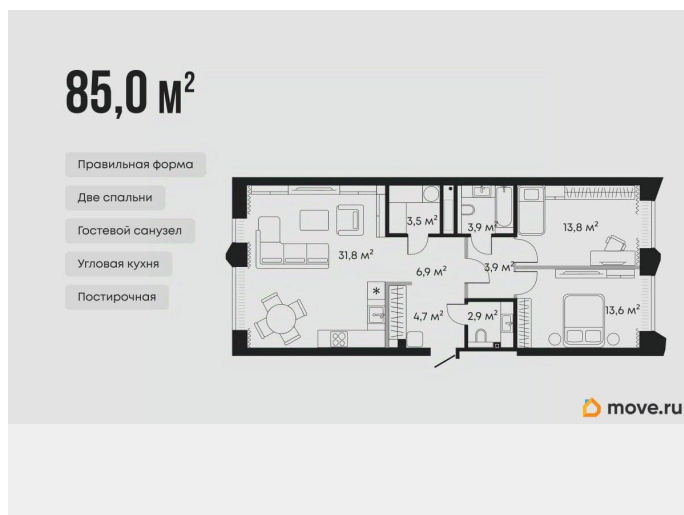 85,0 м²
Правильная форма
Две спальни
Гостевой санузел
Угловая кухня
Постирочная
3,5 м²
3,9 м²
13,8 м²
31,8 м²
6,9 м²
3,9 м²
4,7 м²
2,9 м²
13,6 м²
move.ru